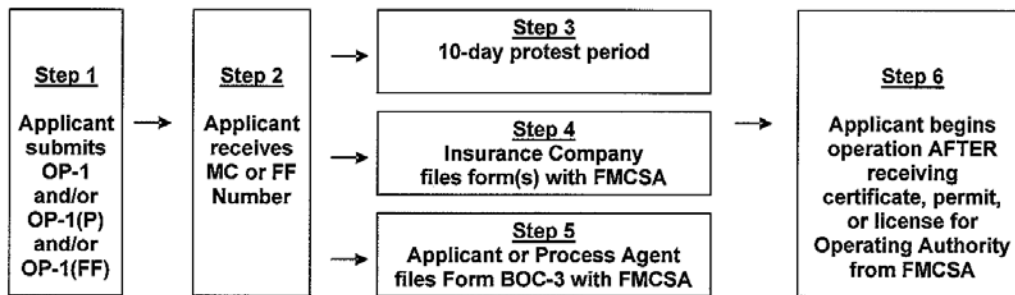 Step 1
Applicant
submits
OP-1
and/or
OP-1(P)
and/or
OP-1(FF)
Step 2
Applicant
receives
MC or FF
Number
Step 3
10-day protest period
Step 4
Insurance Company
files form(s) with FMCSA
Step 5
Applicant or Process Agent
files Form BOC-3 with FMCSA
Step 6
Applicant begins
operation AFTER
receiving
certificate, permit,
or license for
Operating Authority
from FMCSA